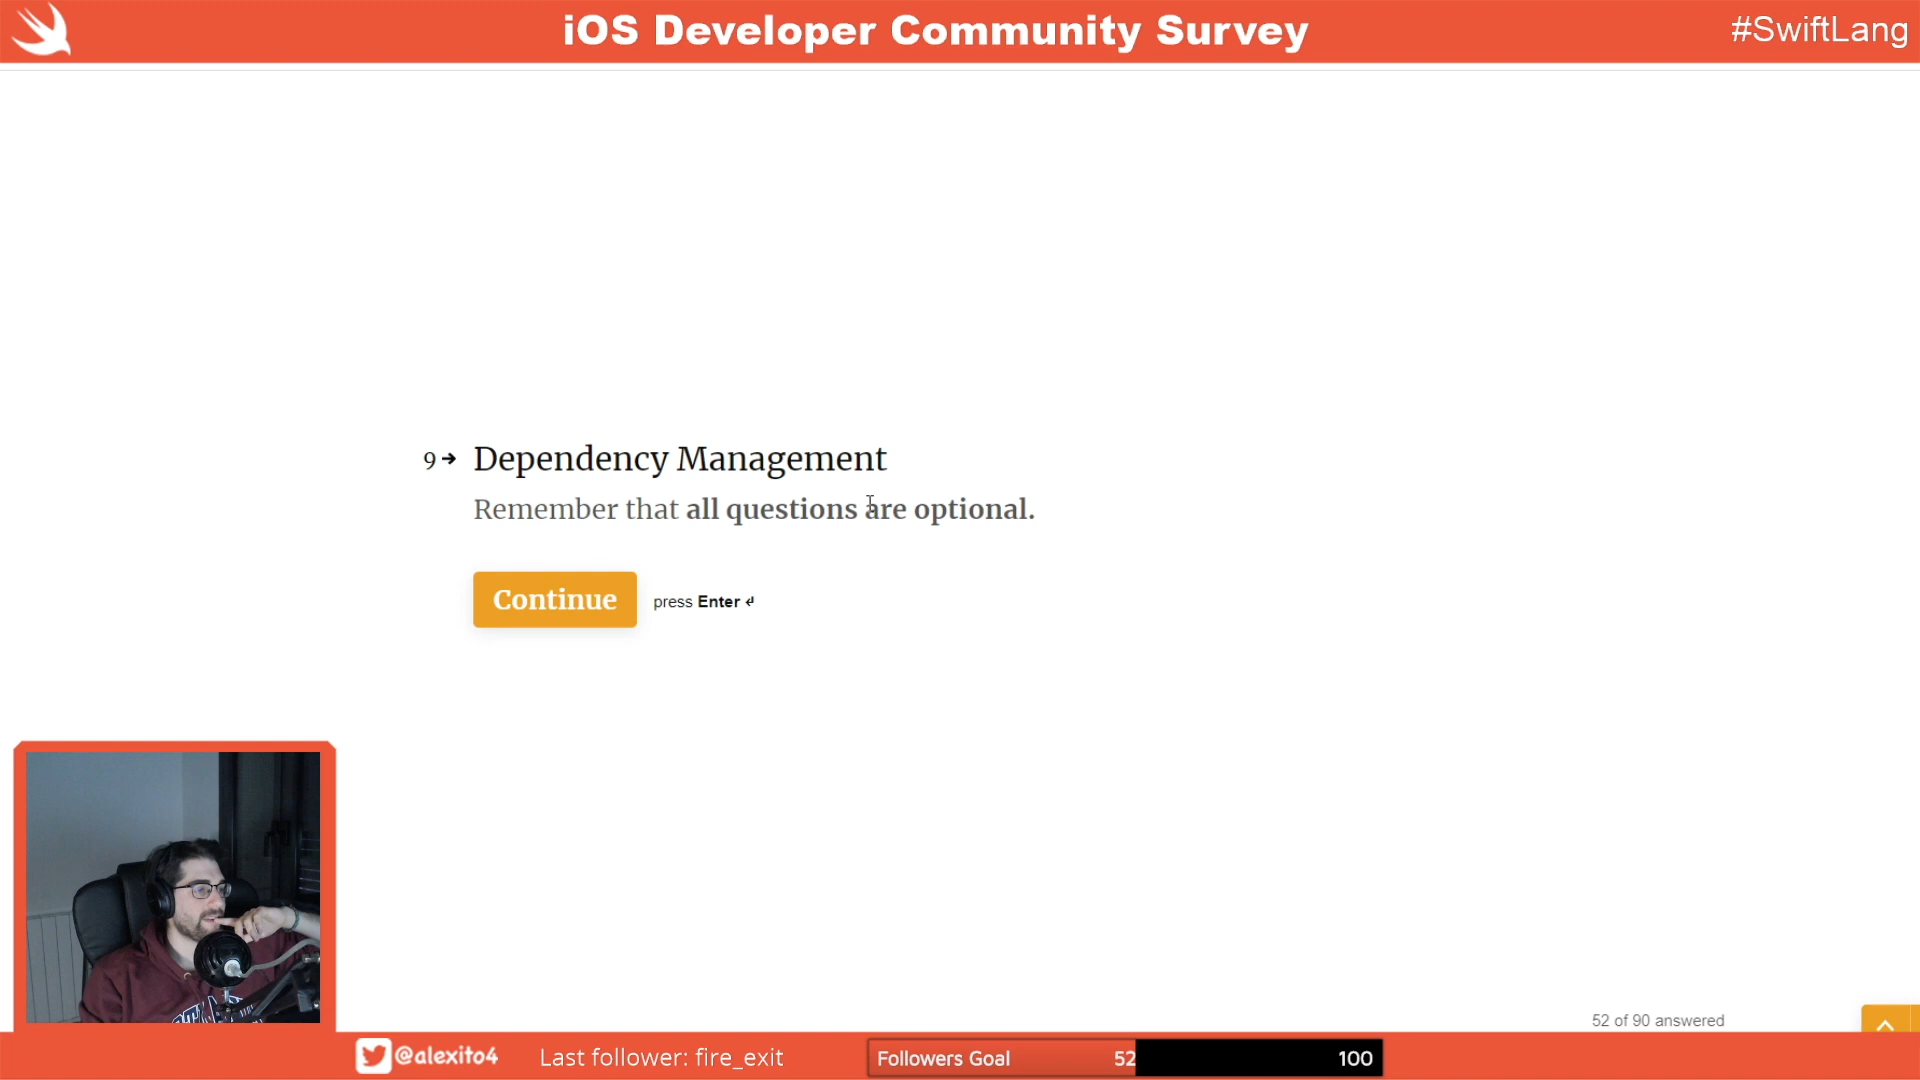 iOS Developer Community Survey
#SwiftLang
9 Dependency Management
Remember that all questions are optional.
Continue
press Enter
52 of 90 answered
@alexito4
Last follower: fire_exit
Followers Goal 52 100